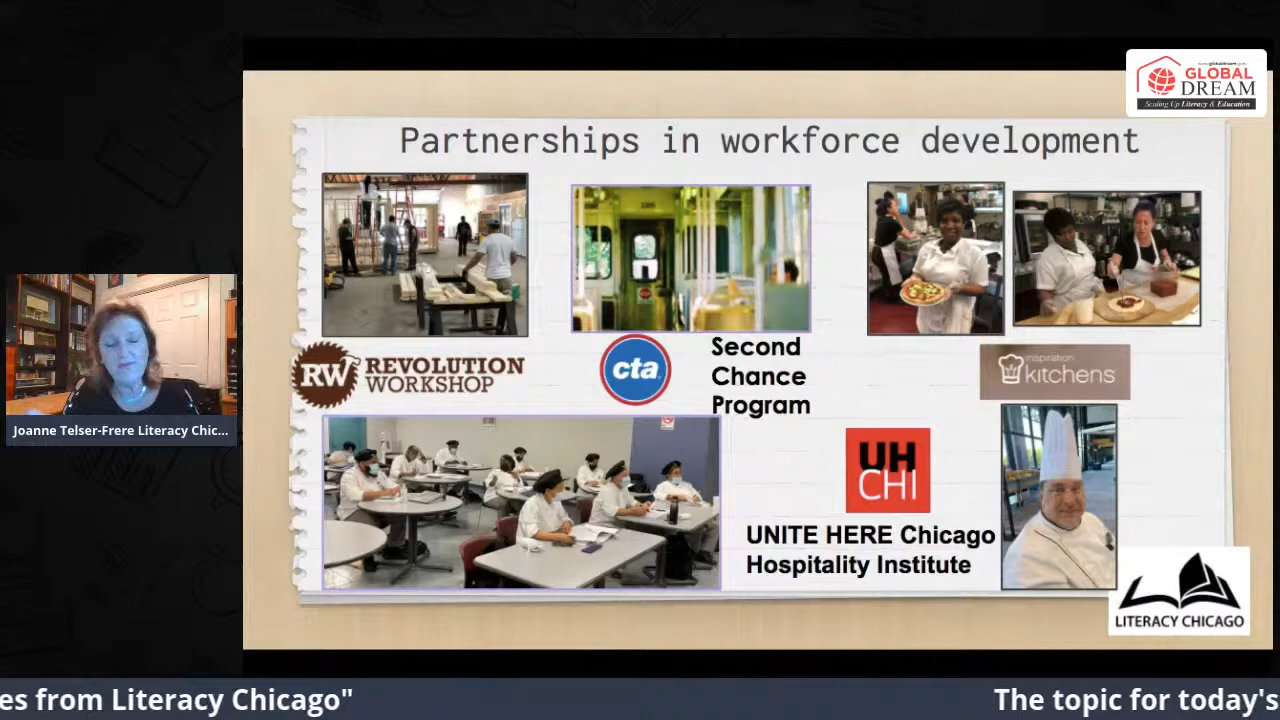 GLOBAL
DREAM
Scaling Up Literacy & Education
Partnerships in workforce development
RW REVOLUTION
WORKSHOP
cta
Second
Chance
Program
inspiration
kitchens
Joanne Telser-Frere Literacy Chic...
UH
CHI
UNITE HERE Chicago
Hospitality Institute
LITERACY CHICAGO
es from Literacy Chicago"
The topic for today's